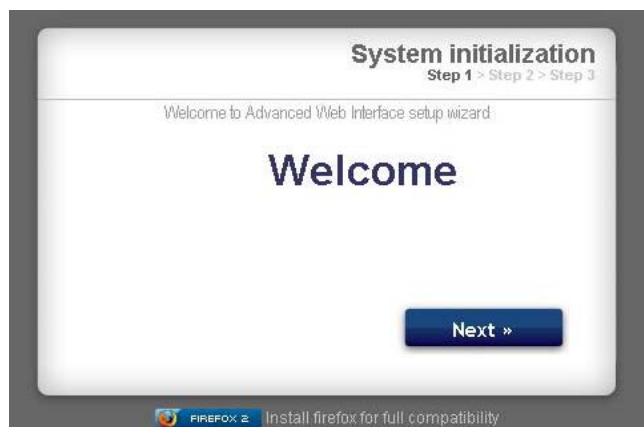 System initialization
Step 1 > Step 2 > Step 3
Welcome to Advanced Web Interface setup wizard
Welcome
Next »
FIREFOX 2 Install firefox for full compatibility